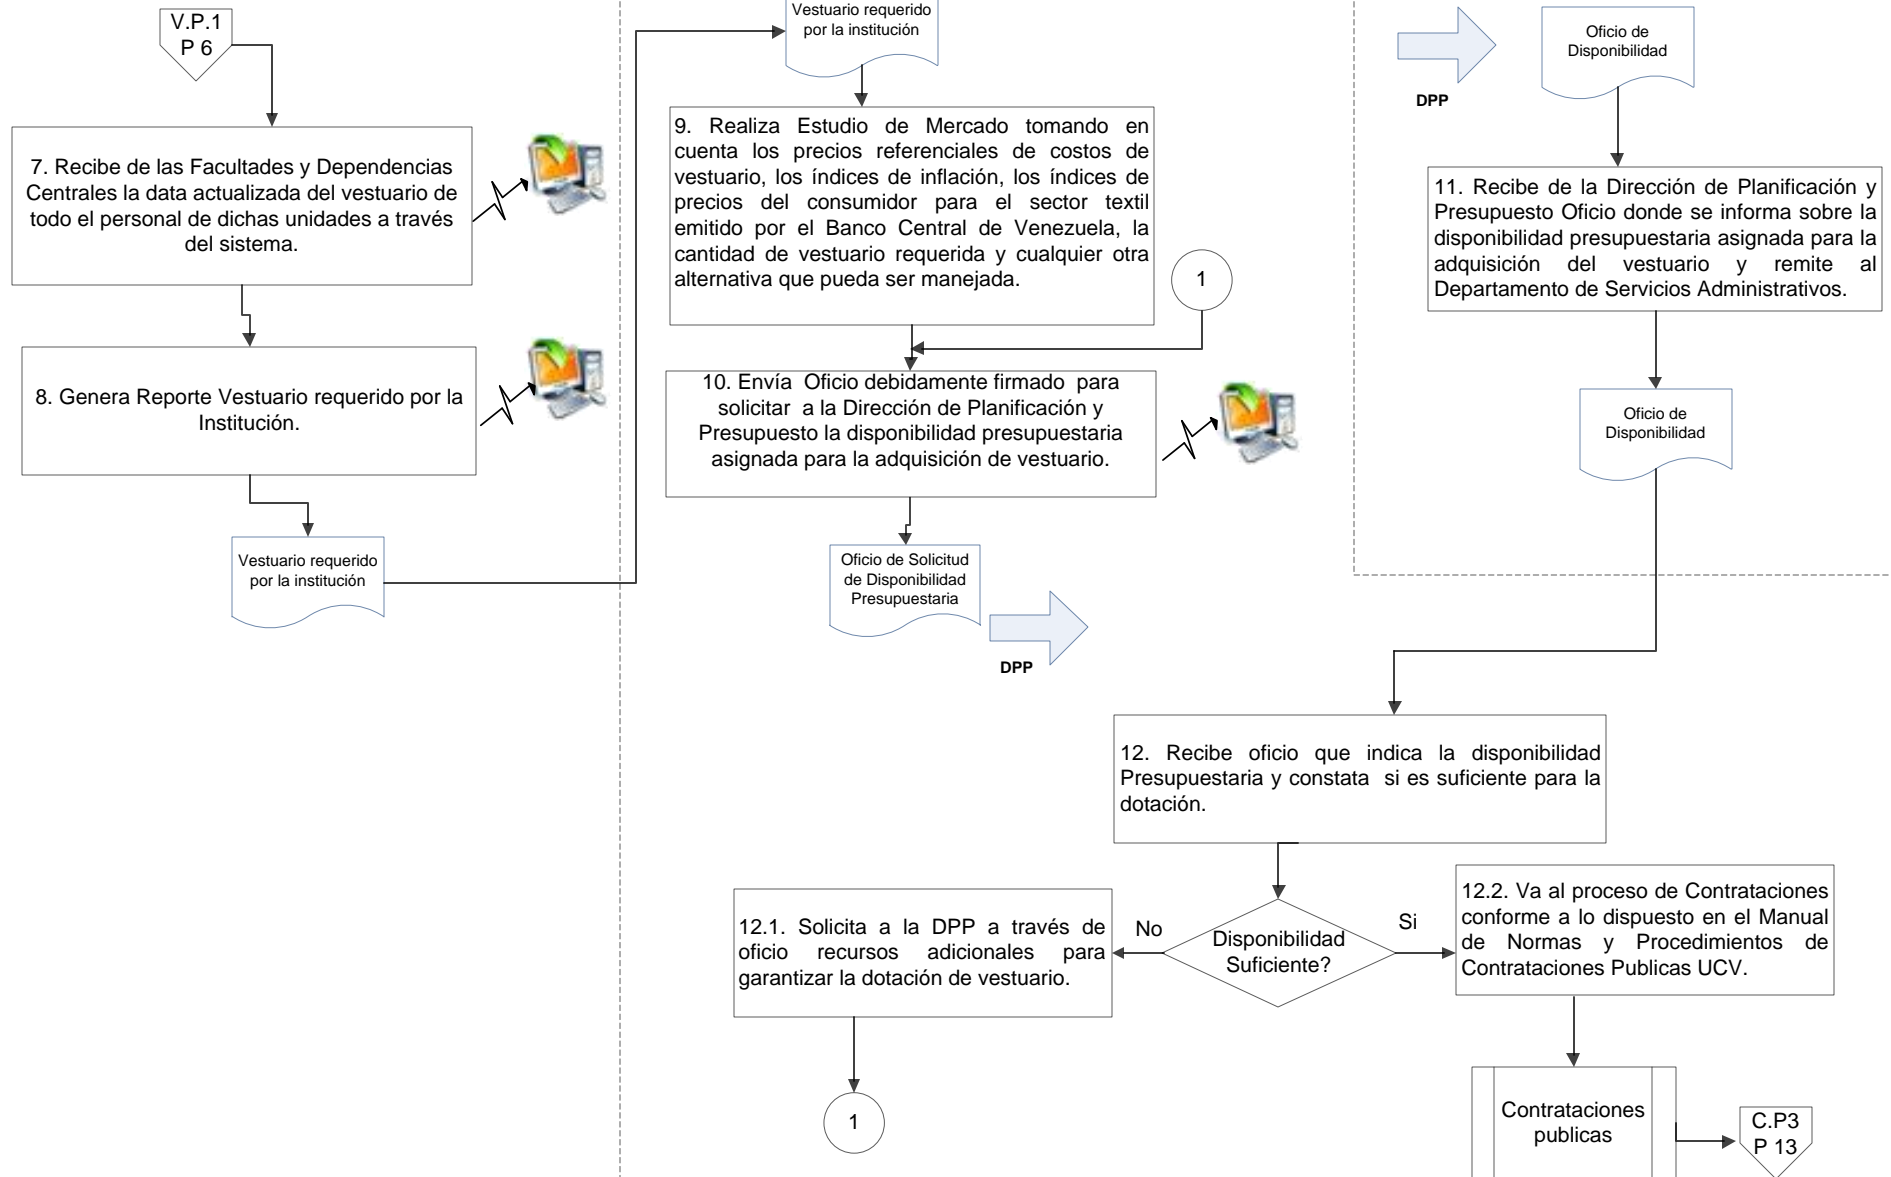 V.P.1
P 6
7. Recibe de las Facultades y Dependencias
Centrales la data actualizada del vestuario de
todo el personal de dichas unidades a través
del sistema.
8. Genera Reporte Vestuario requerido por la
Institución.
Vestuario requerido
por la institución
Vestuario requerido
por la institución
9. Realiza Estudio de Mercado tomando en
cuenta los precios referenciales de costos de
vestuario, los índices de inflación, los índices de
precios del consumidor para el sector textil
emitido por el Banco Central de Venezuela, la
cantidad de vestuario requerida y cualquier otra
alternativa que pueda ser manejada.
1
10. Envía Oficio debidamente firmado para
solicitar a la Dirección de Planificación y
Presupuesto la disponibilidad presupuestaria
asignada para la adquisición de vestuario.
Oficio de Solicitud
de Disponibilidad
Presupuestaria
DPP
DPP
Oficio de
Disponibilidad
11. Recibe de la Dirección de Planificación y
Presupuesto Oficio donde se informa sobre la
disponibilidad presupuestaria asignada para la
adquisición del vestuario y remite al
Departamento de Servicios Administrativos.
Oficio de
Disponibilidad
12. Recibe oficio que indica la disponibilidad
Presupuestaria y constata si es suficiente para la
dotación.
Disponibilidad
Suficiente?
No
Si
12.1. Solicita a la DPP a través de
oficio recursos adicionales para
garantizar la dotación de vestuario.
1
12.2. Va al proceso de Contrataciones
conforme a lo dispuesto en el Manual
de Normas y Procedimientos de
Contrataciones Publicas UCV.
Contrataciones
publicas
C.P3
P 13